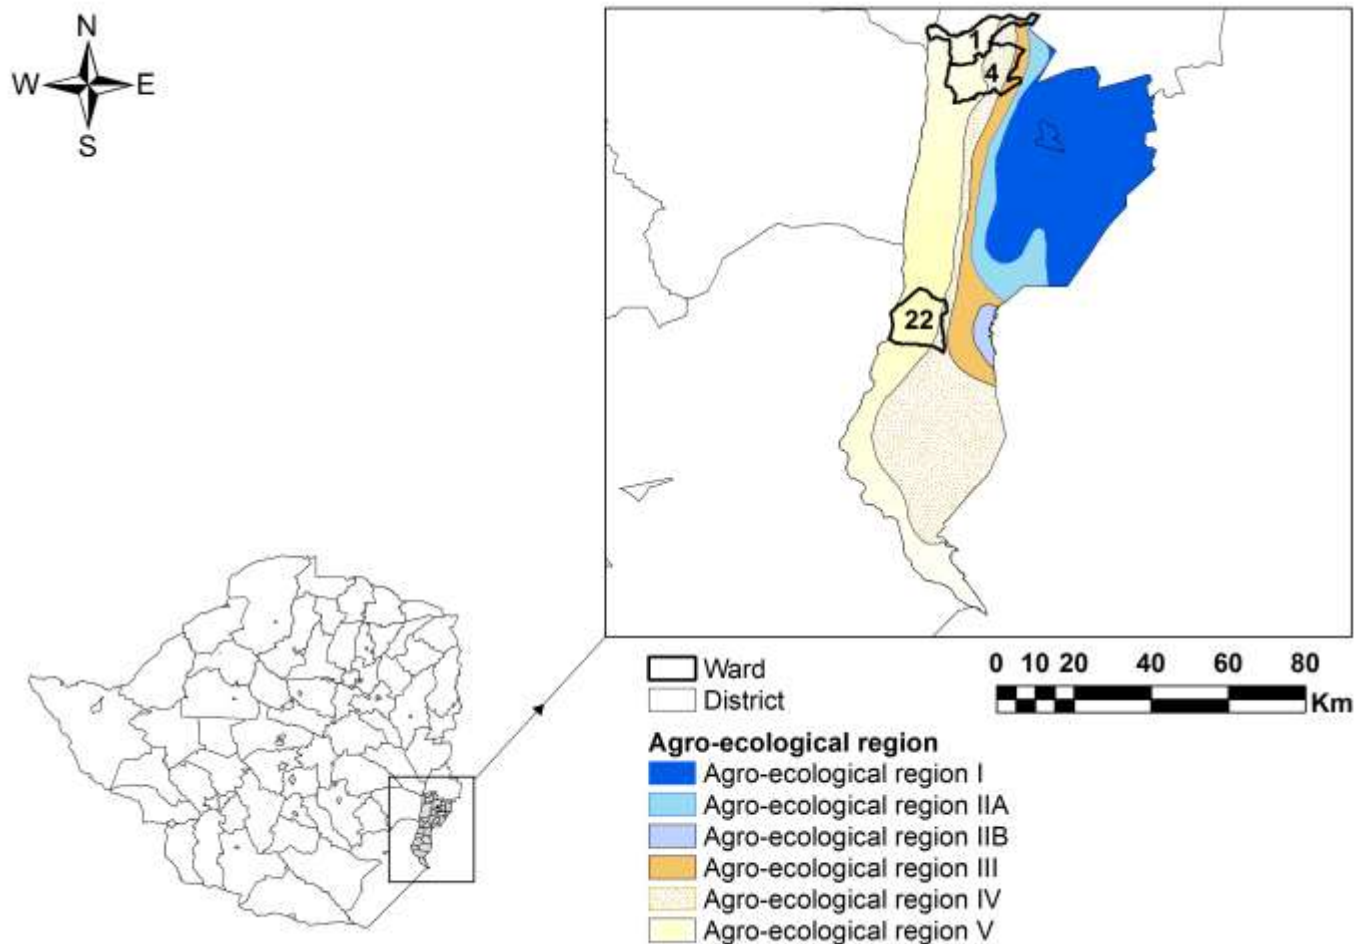 N
W E
S
1
4
22
Ward
District
0 10 20 40 60 80
Km
Agro-ecological region
Agro-ecological region I
Agro-ecological region IIA
Agro-ecological region IIB
Agro-ecological region III
Agro-ecological region IV
Agro-ecological region V